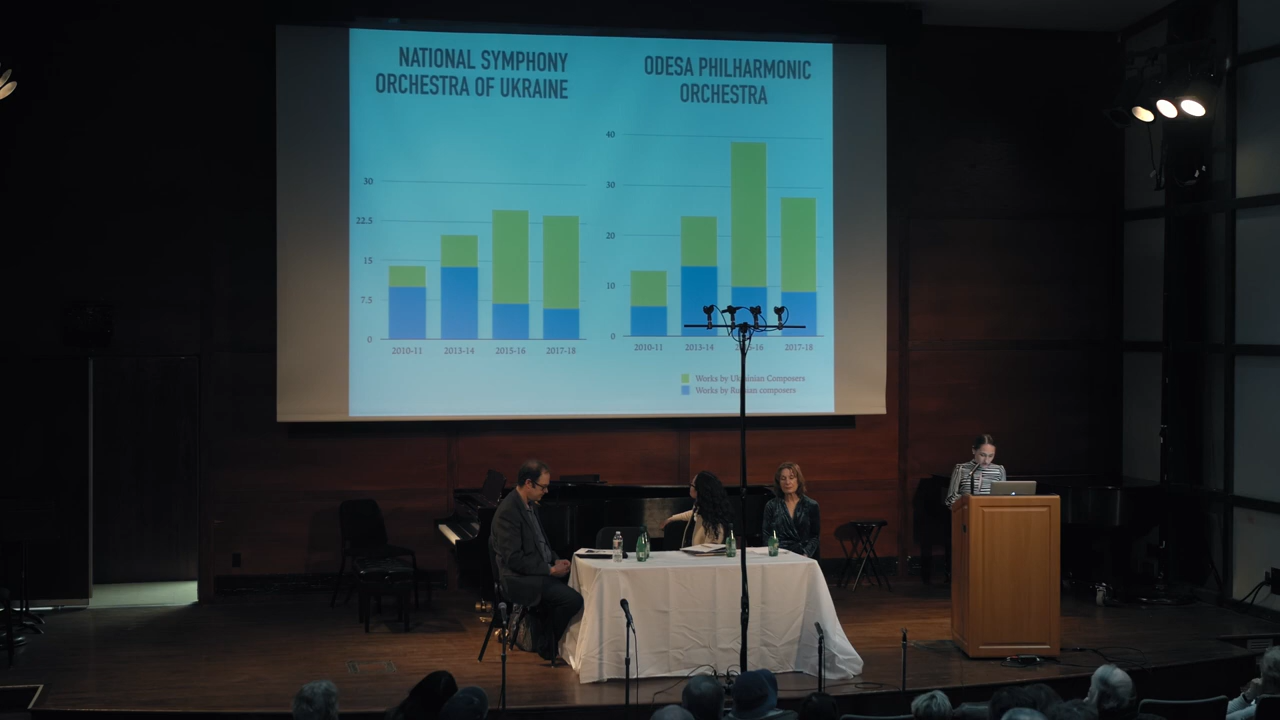 NATIONAL SYMPHONY
ORCHESTRA OF UKRAINE
30
22.5
15
7.5
0
2010-11
2013-14
2015-16
2017-18
ODESA PHILHARMONIC
ORCHESTRA
40
30
20
10
0
2010-11
2013-14
2017-18
Works by Ukrainian Composers
Works by Russian composers